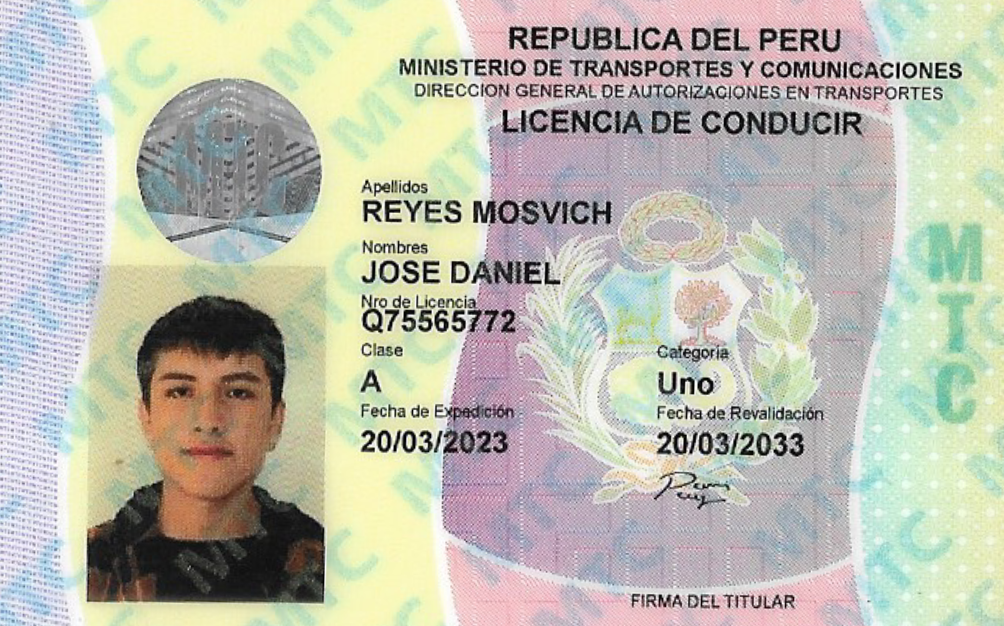 REPUBLICA DEL PERU
MINISTERIO DE TRANSPORTES Y COMUNICACIONES
DIRECCION GENERAL DE AUTORIZACIONES EN TRANSPORTES
LICENCIA DE CONDUCIR
MTC
Apellidos
REYES MOSVICH
Nombres
JOSE DANIEL
Nro de Licencia
Q75565772
Clase
A
Categoria
Uno
Fecha de Expedición
20/03/2023
Fecha de Revalidación
20/03/2033
FIRMA DEL TITULAR
MTC